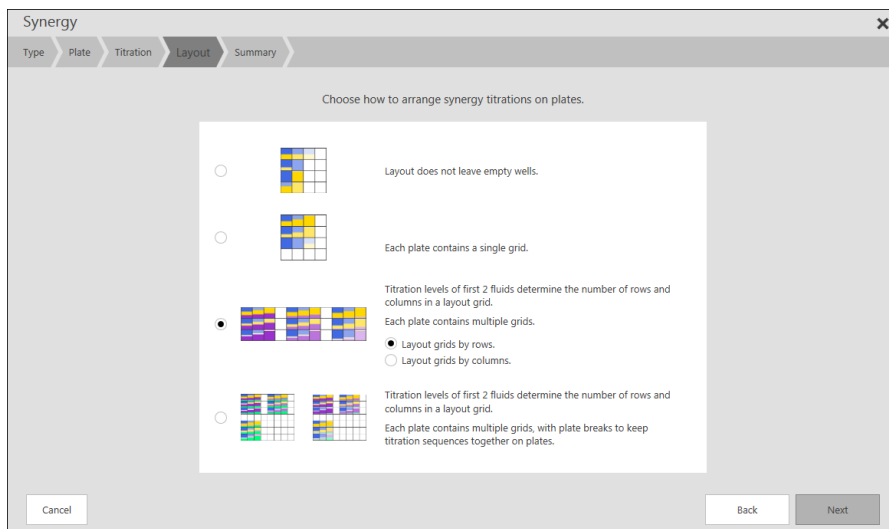 Synergy
Type
Plate
Titration
Layout
Summary
Choose how to arrange synergy titrations on plates.
Layout does not leave empty wells.
Each plate contains a single grid.
Titration levels of first 2 fluids determine the number of rows and
columns in a layout grid.
Each plate contains multiple grids.
Layout grids by rows.
Layout grids by columns.
Titration levels of first 2 fluids determine the number of rows and
columns in a layout grid.
Each plate contains multiple grids, with plate breaks to keep
titration sequences together on plates.
Cancel
Back
Next